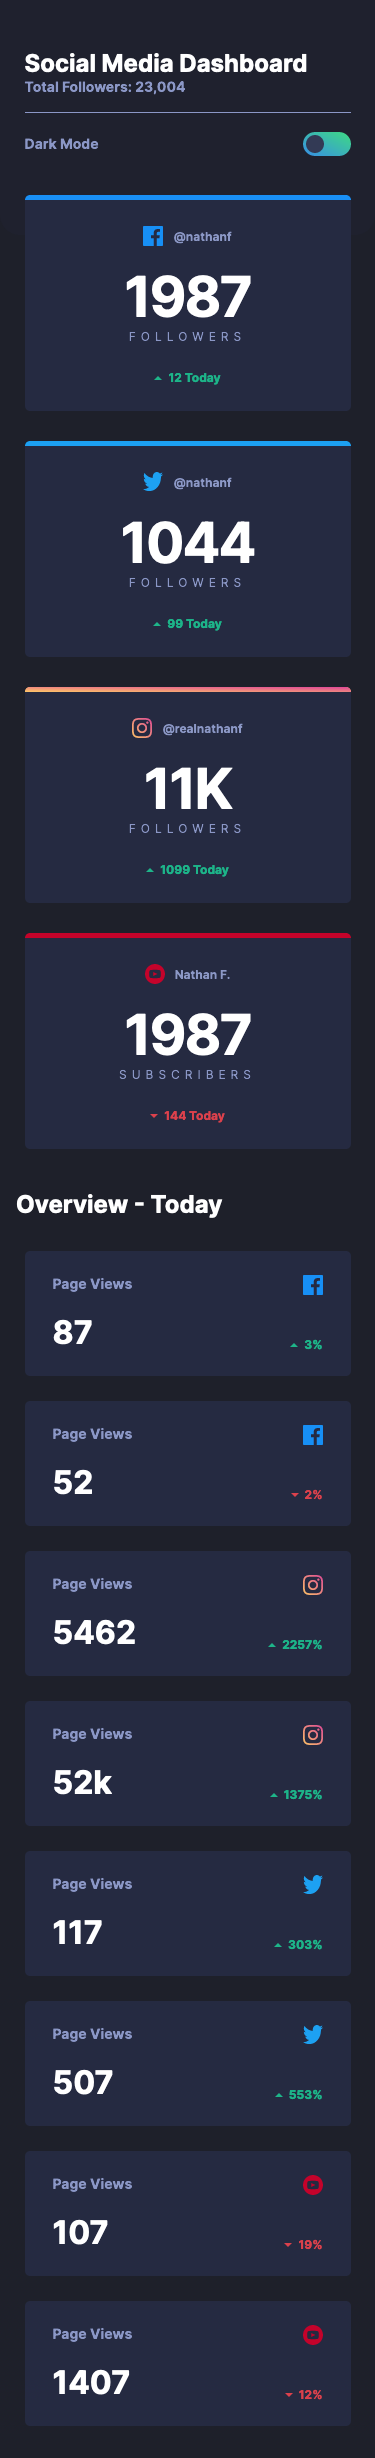 Social Media Dashboard
Total Followers: 23,004
Dark Mode
@nathanf
1987
FOLLOWERS
12 Today
@nathanf
1044
FOLLOWERS
99 Today
@realnathanf
11K
FOLLOWERS
1099 Today
Nathan F.
1987
SUBSCRIBERS
144 Today
Overview - Today
Page Views
87
3%
Page Views
52
2%
Page Views
5462
2257%
Page Views
52k
1375%
Page Views
117
303%
Page Views
507
553%
Page Views
107
19%
Page Views
1407
12%